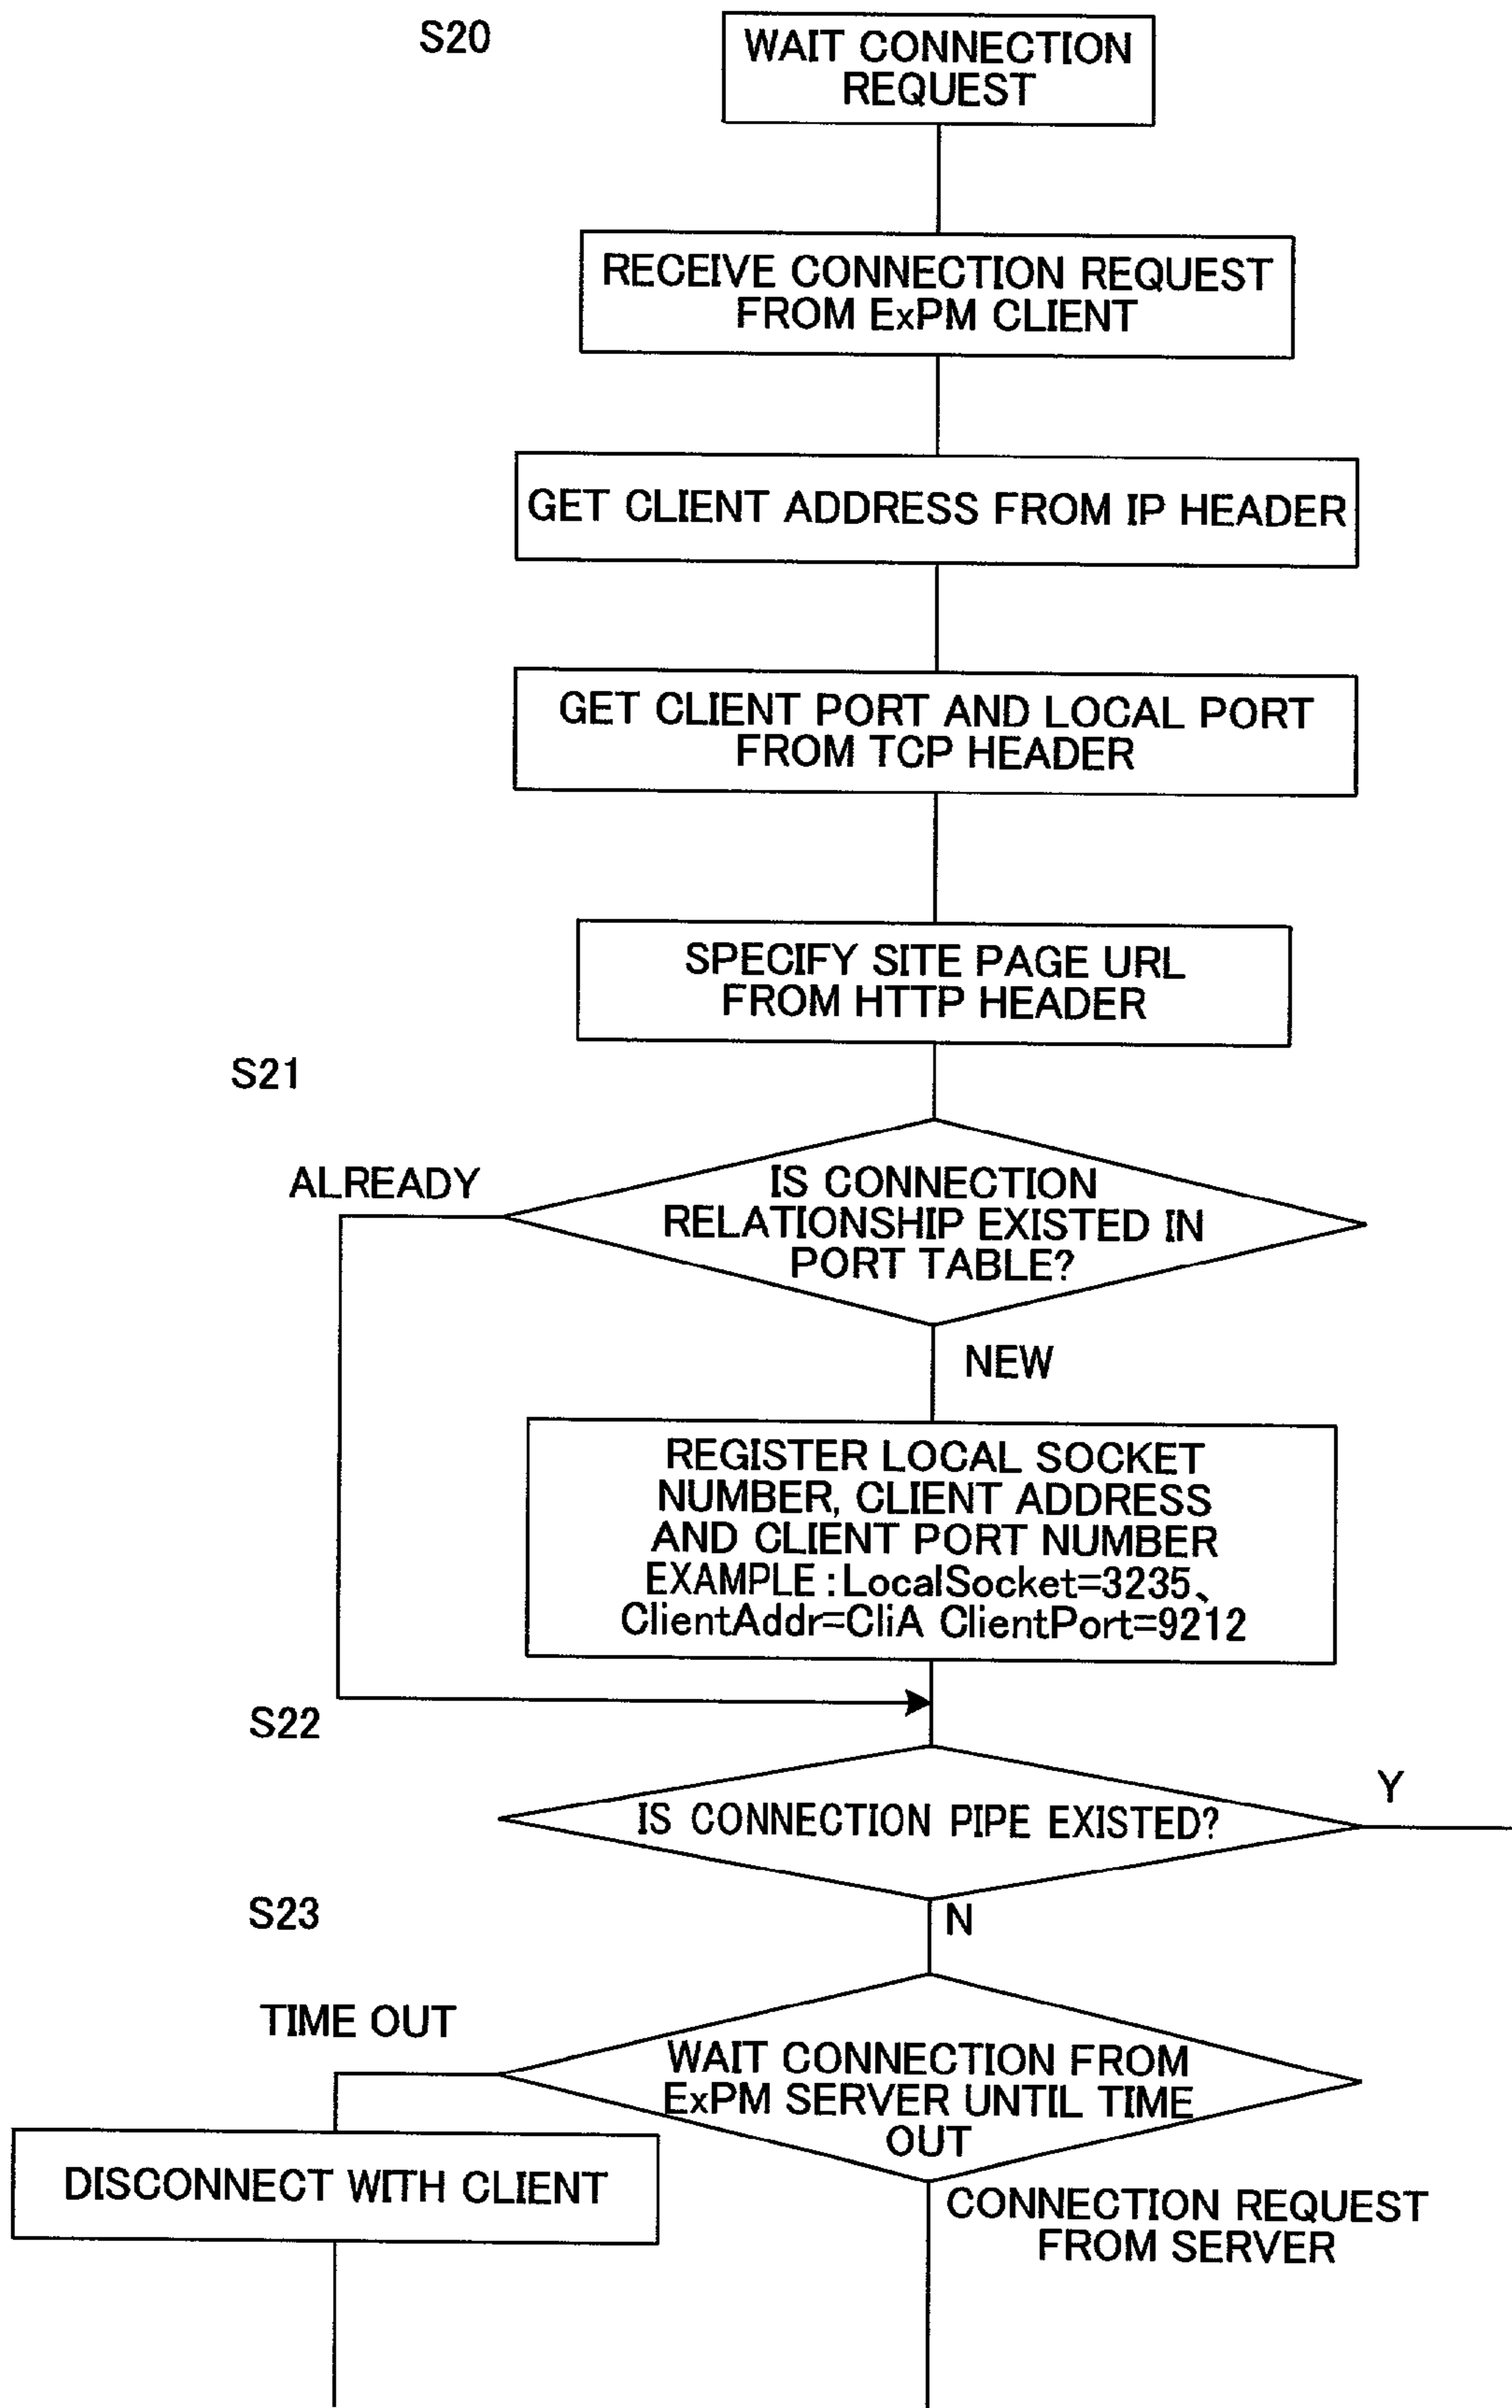 S20
WAIT CONNECTION
REQUEST
RECEIVE CONNECTION REQUEST
FROM ExPM CLIENT
GET CLIENT ADDRESS FROM IP HEADER
GET CLIENT PORT AND LOCAL PORT
FROM TCP HEADER
SPECIFY SITE PAGE URL
FROM HTTP HEADER
S21
ALREADY
IS CONNECTION
RELATIONSHIP EXISTED IN
PORT TABLE?
NEW
REGISTER LOCAL SOCKET
NUMBER, CLIENT ADDRESS
AND CLIENT PORT NUMBER
EXAMPLE:LocalSocket=3235、
ClientAddr=CliA ClientPort=9212
S22
IS CONNECTION PIPE EXISTED?
Y
N
S23
TIME OUT
WAIT CONNECTION FROM
ExPM SERVER UNTIL TIME
OUT
DISCONNECT WITH CLIENT
CONNECTION REQUEST
FROM SERVER